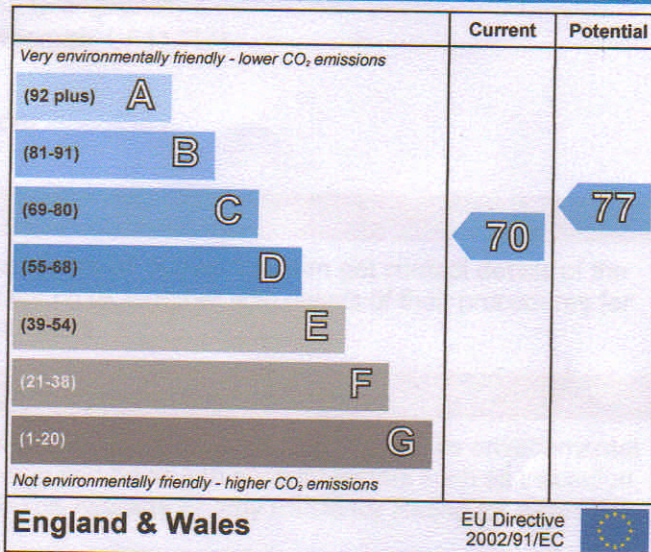 Current Potential
Very environmentally friendly - lower CO₂ emissions
(92 plus) A
(81-91) B
(69-80) C
77
70
(55-68) D
(39-54) E
(21-38) F
(1-20) G
Not environmentally friendly - higher CO₂ emissions
England & Wales
EU Directive
2002/91/EC